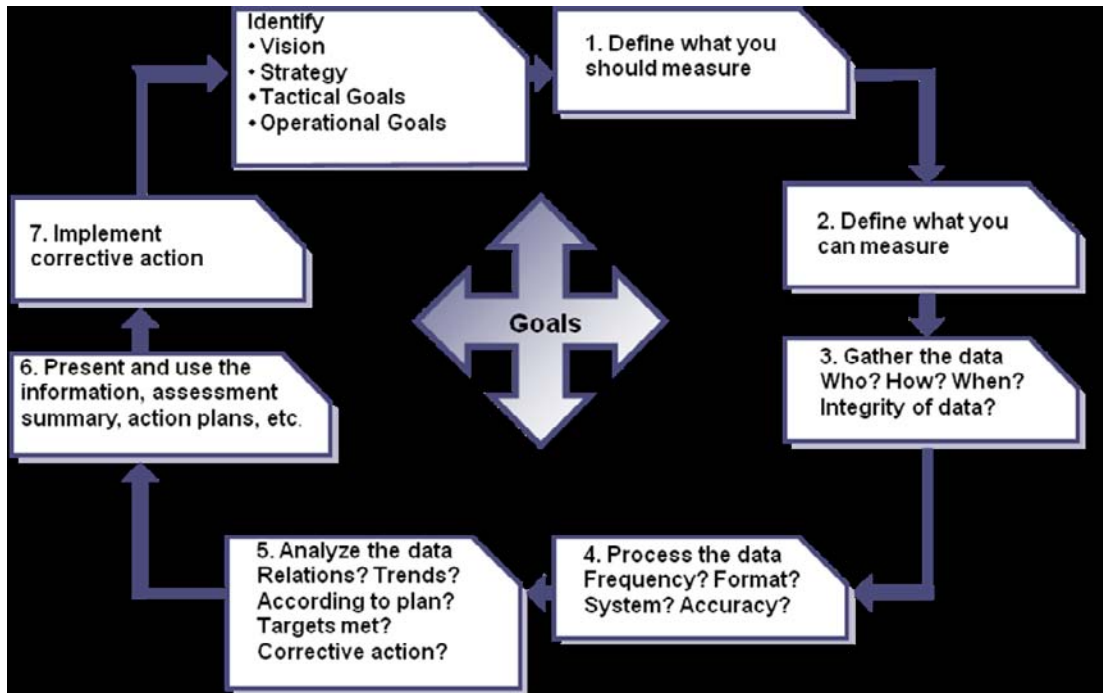 Identify
• Vision
• Strategy
• Tactical Goals
• Operational Goals
1. Define what you
should measure
2. Define what you
can measure
3. Gather the data
Who? How? When?
Integrity of data?
4. Process the data
Frequency? Format?
System? Accuracy?
5. Analyze the data
Relations? Trends?
According to plan?
Targets met?
Corrective action?
6. Present and use the
information, assessment
summary, action plans, etc.
7. Implement
corrective action
Goals